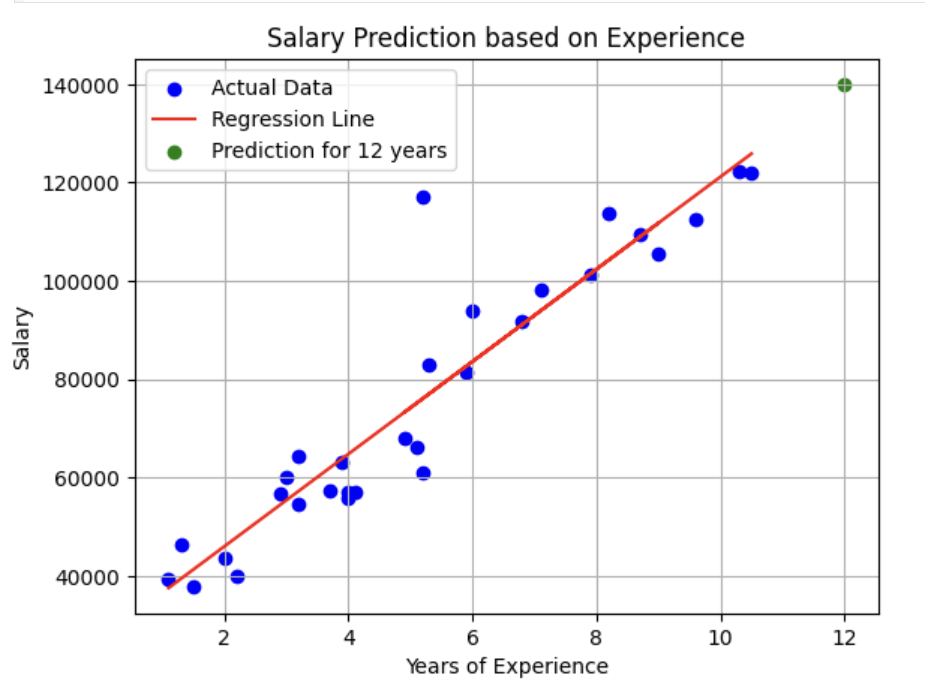 Salary Prediction based on Experience
Actual Data
Regression Line
Prediction for 12 years
140000
120000
100000
80000
60000
40000
Salary
2 4 6 8 10 12
Years of Experience